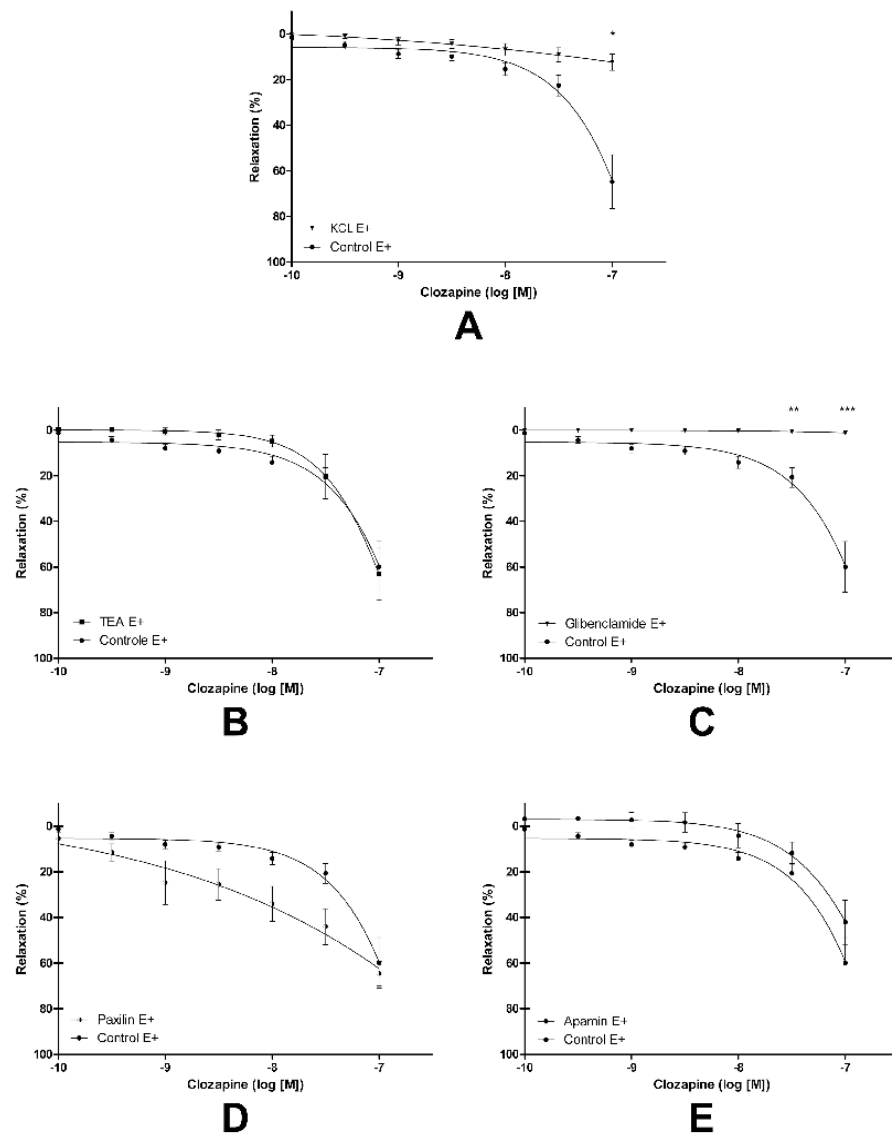 *
0
20
40
60
80
100
Relaxation (%)
KCL E+
Control E+
-10 -9 -8 -7
Clozapine (log [M])
A
0
20
40
60
80
100
Relaxation (%)
TEA E+
Controle E+
-10 -9 -8 -7
Clozapine (log [M])
B
** ***
0
20
40
60
80
100
Relaxation (%)
Glibenclamide E+
Control E+
-10 -9 -8 -7
Clozapine (log [M])
C
0
20
40
60
80
100
Relaxation (%)
Paxilin E+
Control E+
-10 -9 -8 -7
Clozapine (log [M])
D
0
20
40
60
80
100
Relaxation (%)
Apamin E+
Control E+
-10 -9 -8 -7
Clozapine (log [M])
E